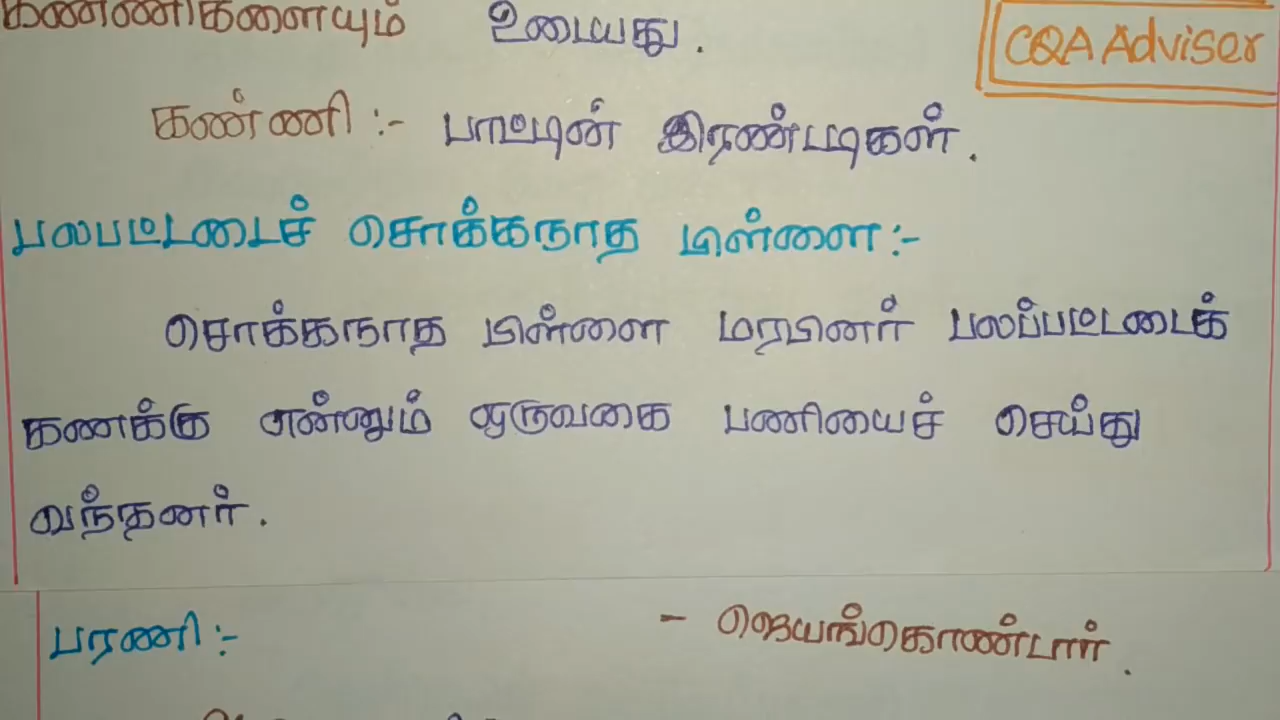 கண்ணிகளையும் உடையது.
CQA Adviser
கண்ணி :- பாட்டின் இரண்டிகள்.
பலபட்டடைச் சொக்கநாத பிள்ளை :-
சொக்கநாத பிள்ளை மரபினர் பலப்பட்டடைக்
கணக்கு என்னும் ஒருவகை பணியைச் செய்து
வந்தனர்.
பரணி :- - ஜெயங்கொண்டார்.